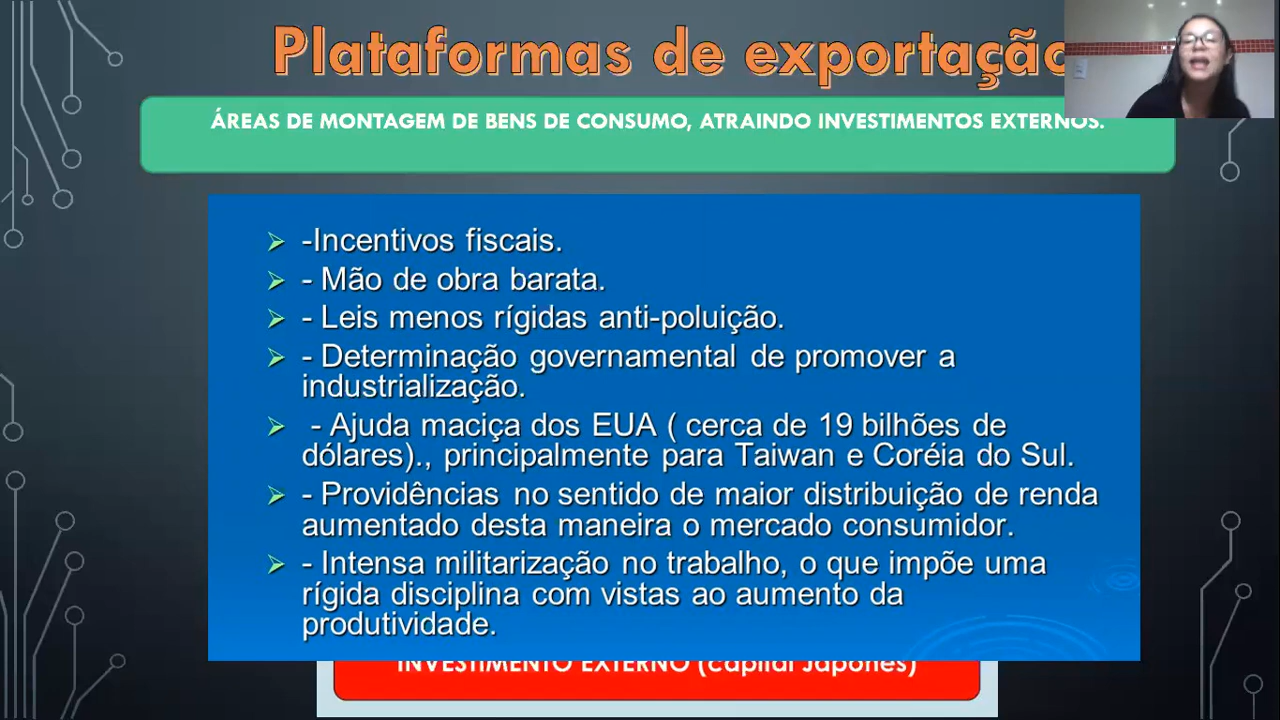 Plataformas de exportação
ÁREAS DE MONTAGEM DE BENS DE CONSUMO, ATRAINDO INVESTIMENTOS EXTERNOS.
-Incentivos fiscais.
- Mão de obra barata.
- Leis menos rígidas anti-poluição.
- Determinação governamental de promover a
industrialização.
- Ajuda maciça dos EUA ( cerca de 19 bilhões de
dólares)., principalmente para Taiwan e Coréia do Sul.
- Providências no sentido de maior distribuição de renda
aumentado desta maneira o mercado consumidor.
- Intensa militarização no trabalho, o que impõe uma
rígida disciplina com vistas ao aumento da
produtividade.
INVESTIMENTO EXTERNO (capital Japonês)